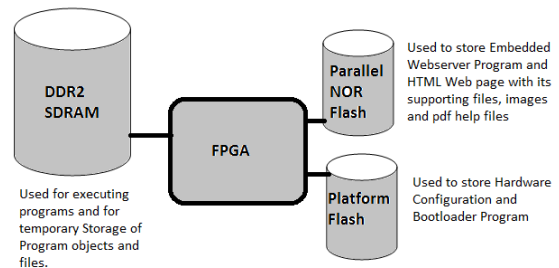 DDR2
SDRAM
Used for executing
programs and for
temporary Storage of
Program objects and
files.
FPGA
Parallel
NOR
Flash
Used to store Embedded
Webserver Program and
HTML Web page with its
supporting files, images
and pdf help files
Platform
Flash
Used to store Hardware
Configuration and
Bootloader Program